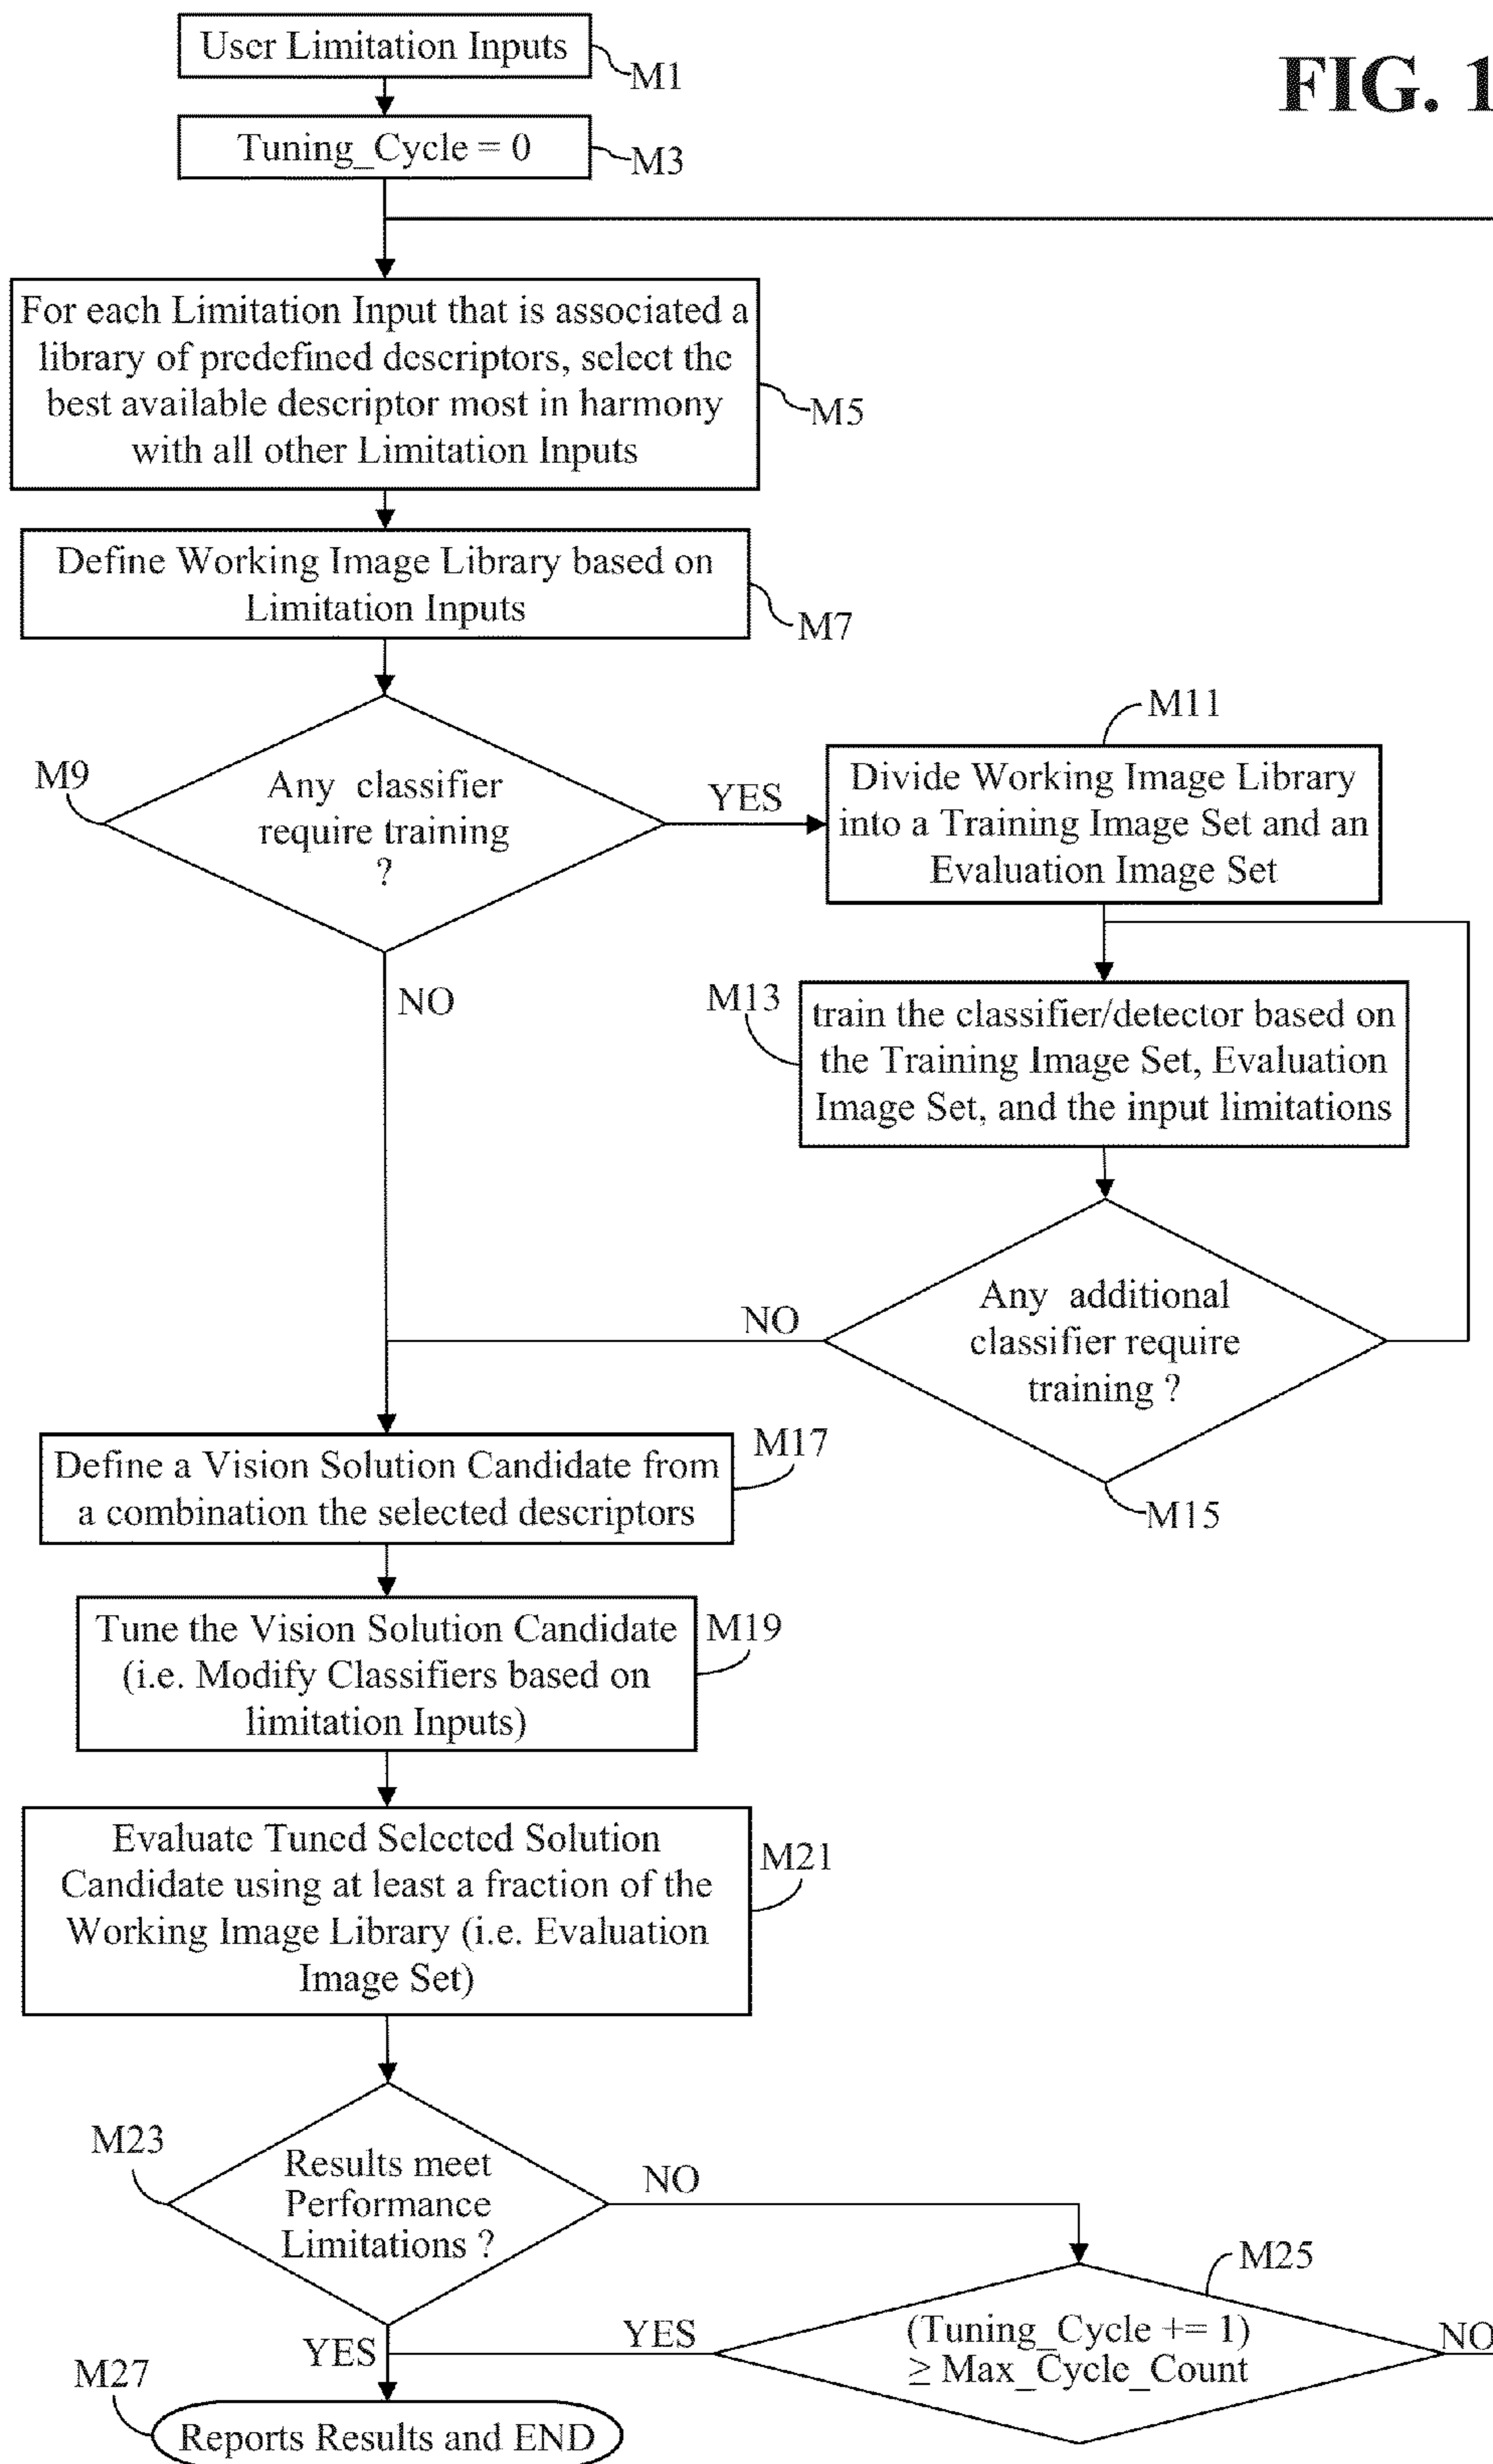 User Limitation Inputs
M1
FIG. 1
Tuning_Cycle = 0
M3
For each Limitation Input that is associated a
library of predefined descriptors, select the
best available descriptor most in harmony
with all other Limitation Inputs
M5
Define Working Image Library based on
Limitation Inputs
M7
M9
Any classifier
require training
?
YES
NO
M11
Divide Working Image Library
into a Training Image Set and an
Evaluation Image Set
M13
train the classifier/detector based on
the Training Image Set, Evaluation
Image Set, and the input limitations
Any additional
classifier require
training ?
NO
M15
Define a Vision Solution Candidate from
a combination the selected descriptors
M17
Tune the Vision Solution Candidate
(i.e. Modify Classifiers based on
limitation Inputs)
M19
Evaluate Tuned Selected Solution
Candidate using at least a fraction of the
Working Image Library (i.e. Evaluation
Image Set)
M21
M23
Results meet
Performance
Limitations ?
NO
YES
M25
(Tuning_Cycle += 1)
≥ Max_Cycle_Count
YES
NO
M27
Reports Results and END